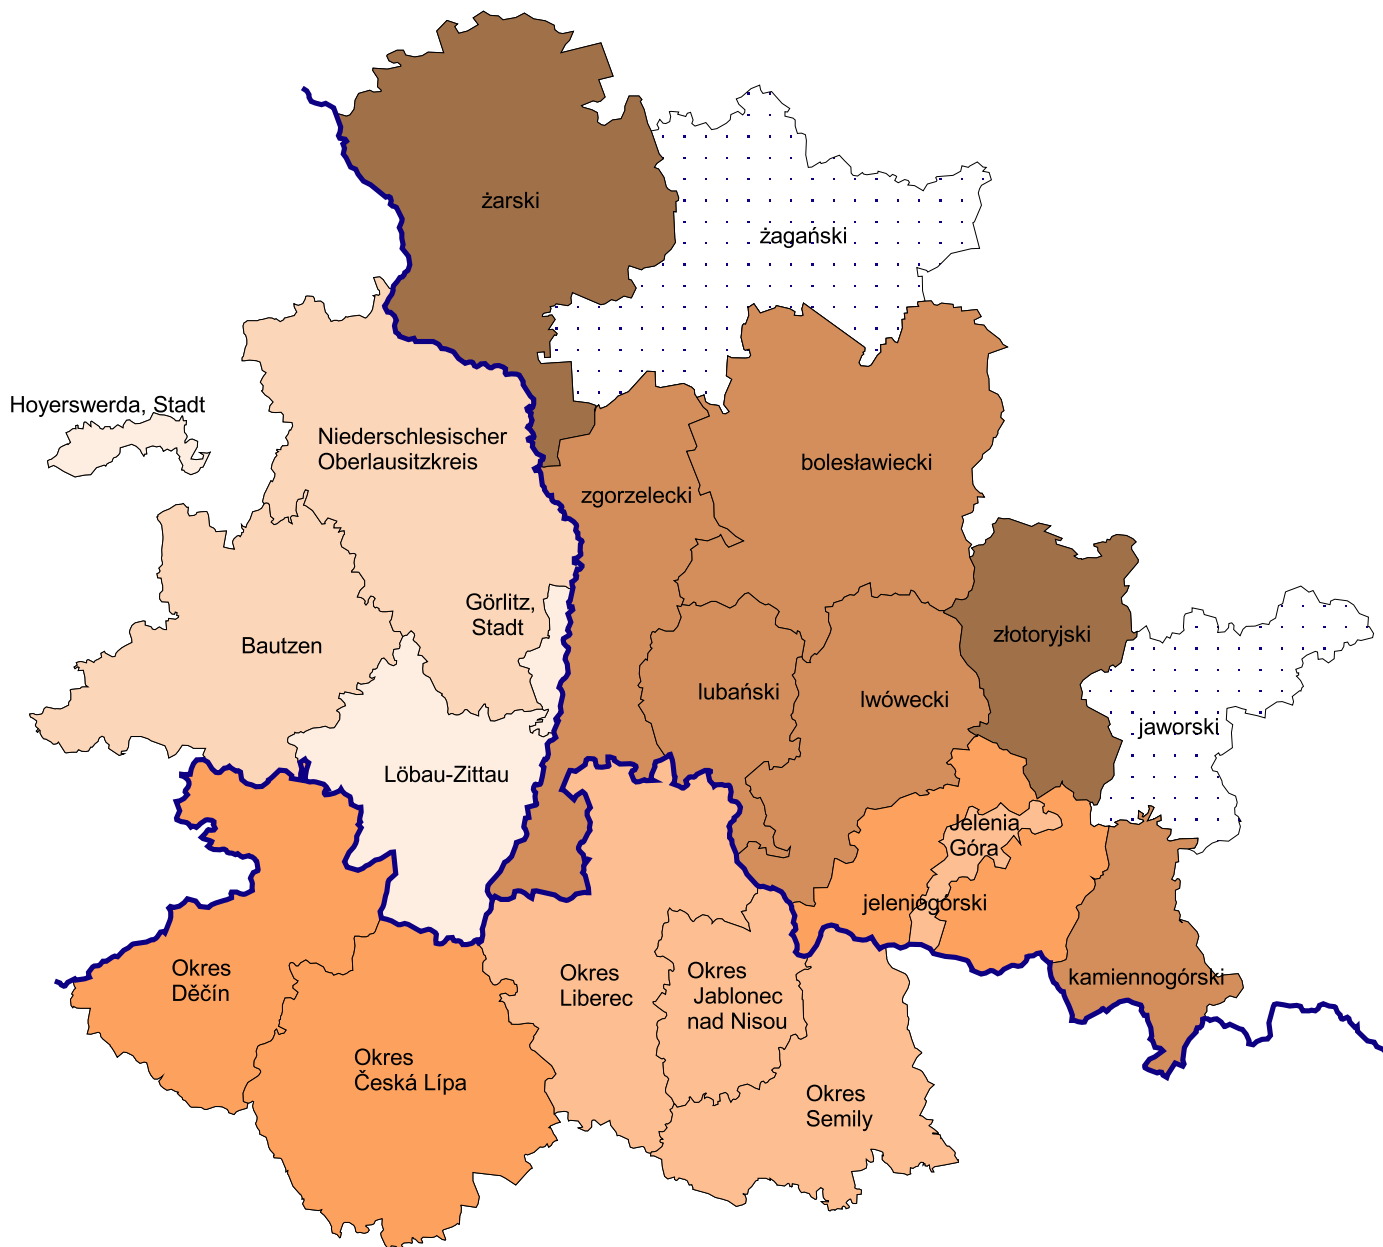 żarski
żagański
Hoyerswerda, Stadt
Niederschlesischer
Oberlausitzkreis
bolesławiecki
zgorzelecki
Görlitz,
Stadt
złotoryjski
Bautzen
lubański
lwówecki
jaworski
Löbau-Zittau
Jelenia
Góra
jeleniogórski
Okres
Děčín
Okres
Liberec
Okres
Jablonec
nad Nisou
kamiennogórski
Okres
Česká Lípa
Okres
Semily